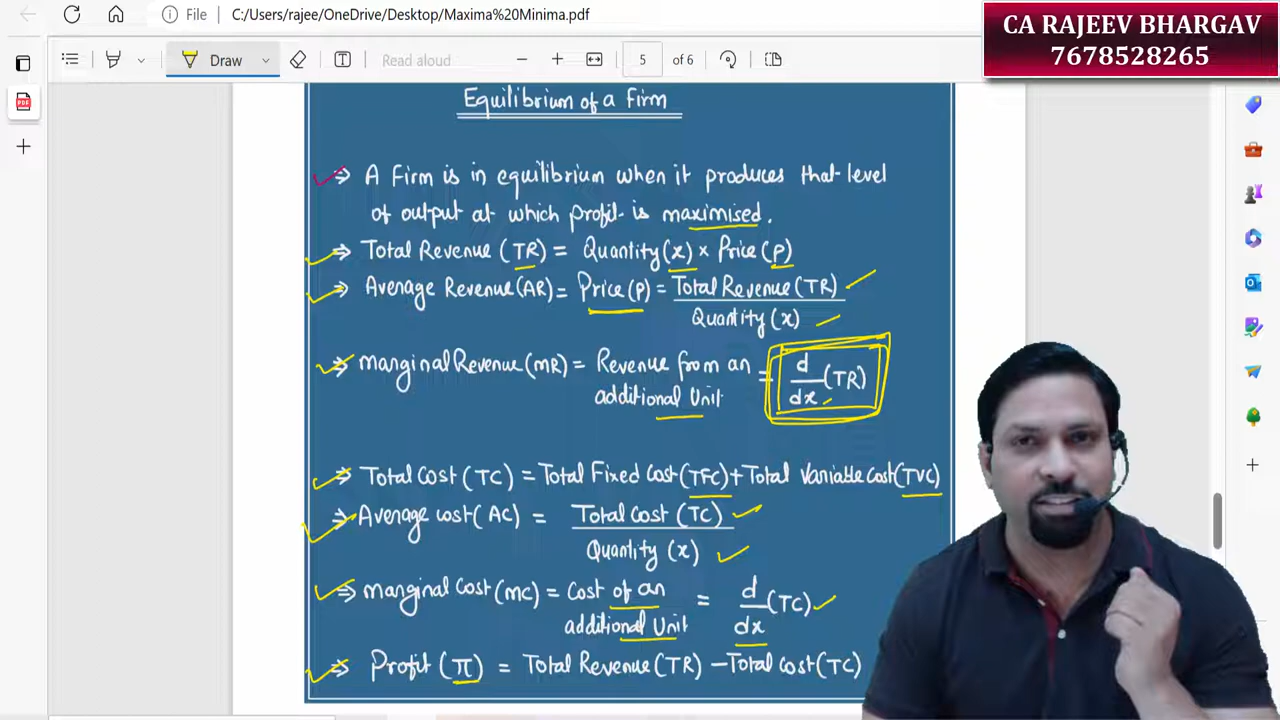 File
C:/Users/rajee/OneDrive/Desktop/Maxima%20Minima.pdf
CA RAJEEV BHARGAV
7678528265
Draw
Read aloud
5
of 6
Equilibrium of a Firm
⇒ A Firm is in equilibrium when it produces that level
of output at which profit is maximised.
⇒ Total Revenue (TR) = Quantity(x) × Price(p)
⇒ Average Revenue(AR) = Price(p) = Total Revenue (TR)
Quantity (x)
⇒ marginal Revenue(mR) = Revenue from an
additional Unit
= d/dx (TR)
⇒ Total Cost (TC) = Total Fixed Cost(TFC)+Total Variable Cost(TVC)
⇒ Average cost( AC) = Total Cost (TC)
Quantity (x)
⇒ marginal Cost (mc) = Cost of an
additional Unit
= d/dx (TC)
⇒ Profit (π) = Total Revenue(TR) – Total cost(TC)